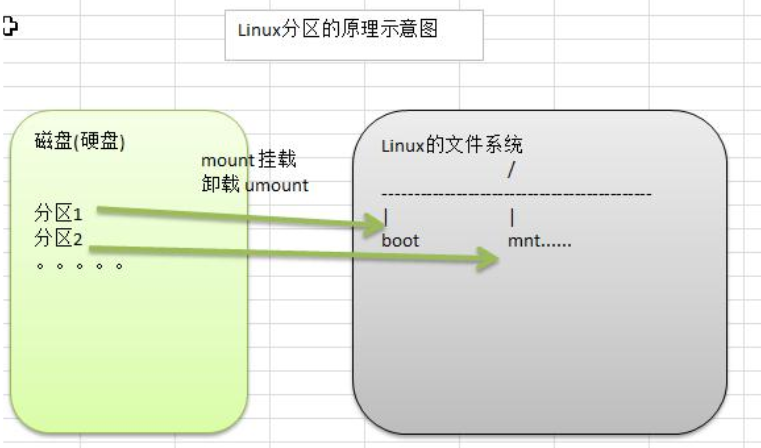 Linux分区的原理示意图
磁盘(硬盘)
mount 挂载
卸载 umount
分区1
分区2
。。。。。
Linux的文件系统
/
---------------------------------------
| |
boot mnt......